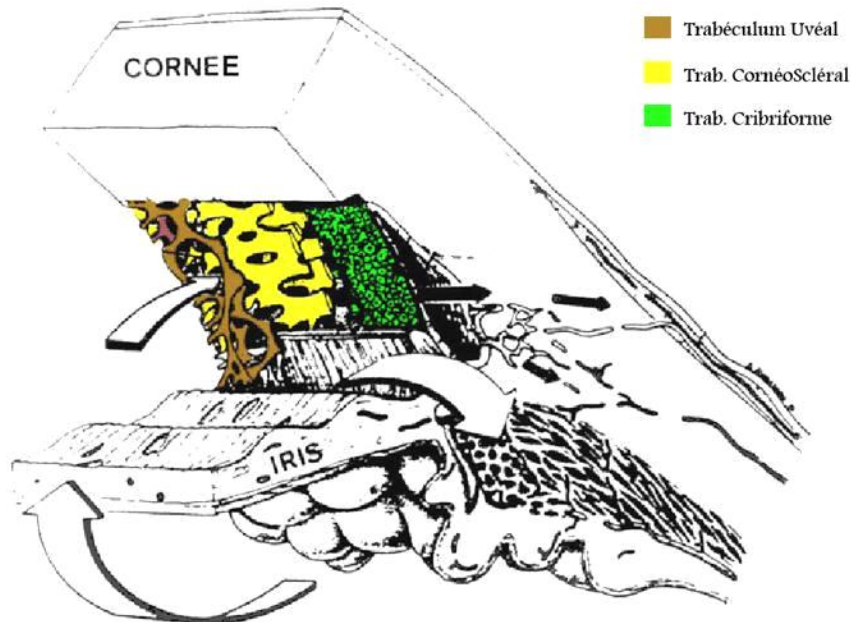 Trabéculum Uvéal
Trab. CornéoScléral
Trab. Cribriforme
CORNEE
IRIS